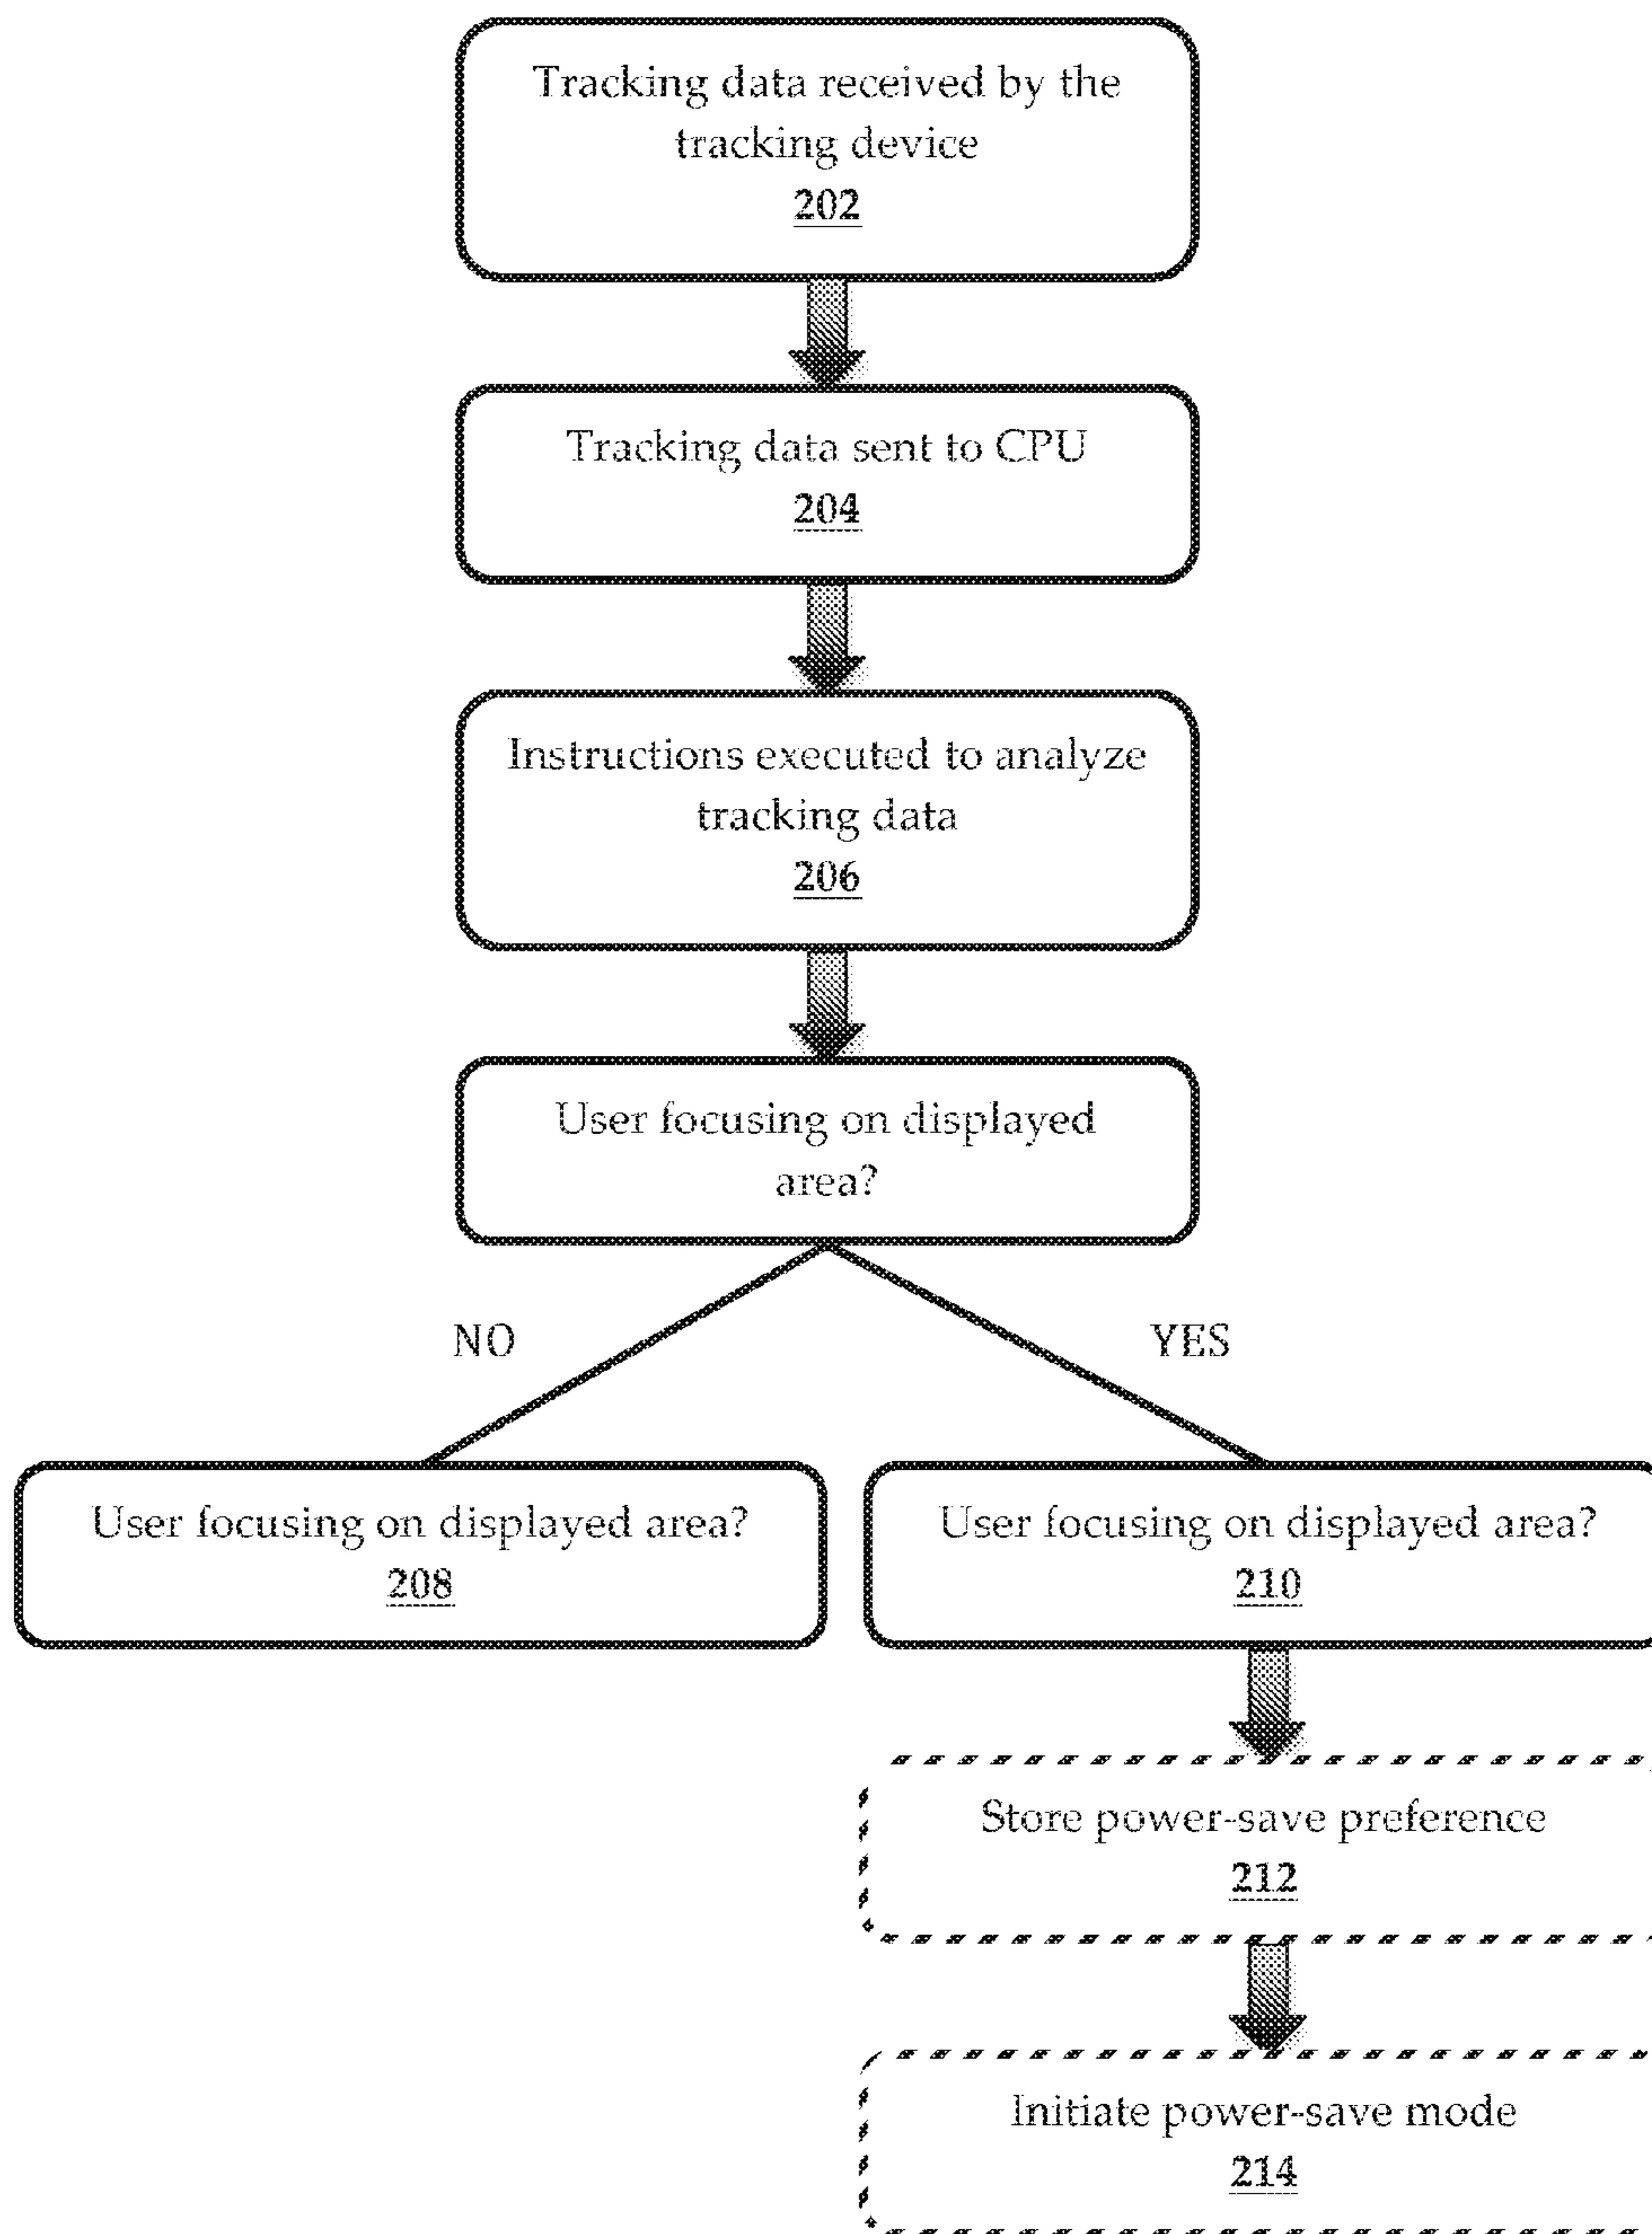 Tracking data received by the
tracking device
202
Tracking data sent to CPU
204
Instructions executed to analyze
tracking data
206
User focusing on displayed
area?
NO
YES
User focusing on displayed area?
208
User focusing on displayed area?
210
Store power-save preference
212
Initiate power-save mode
214